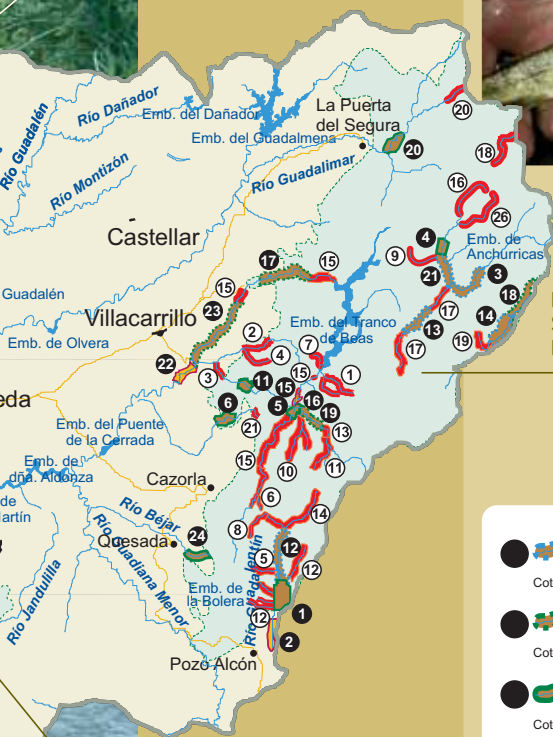 Río Guadalén
Río Dañador
Emb. del Dañador
Emb. del Guadalmena
La Puerta
del Segura
20
20
18
Río Montizón
Río Guadalimar
16
26
Castellar
4
9
Emb. de
Anchurricas
17
15
21
3
Guadalén
15
23
17
18
Villacarrillo
Emb. del Tranco
de Beas
13
14
Emb. de Olvera
2
7
17
19
22
3
4
15
1
11
15
eda
6
5
16
19
21
13
Emb. del Puente
de la Cerrada
15
10
11
Emb. de
dña. Aldonza
Cazorla
6
de
artín
Río Béjar
8
14
Quesada
24
12
5
12
Río Guadiana Menor
Río Guadalentín
Río Jandulilla
Emb. de
la Bolera
1
12
2
Pozo Alcón
Cot
Cot
Cot